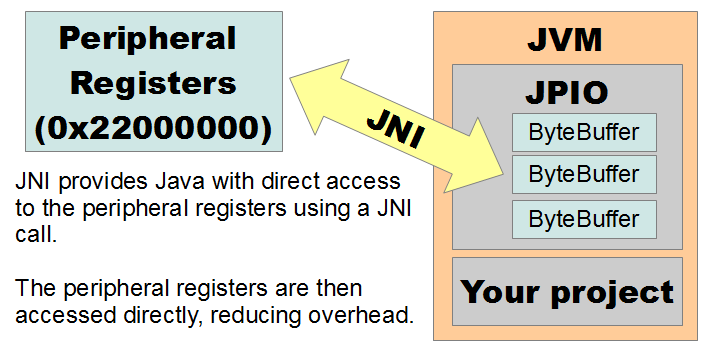 Peripheral
Registers
(0x22000000)
JNI
JVM
JPIO
ByteBuffer
ByteBuffer
ByteBuffer
Your project
JNI provides Java with direct access
to the peripheral registers using a JNI
call.
The peripheral registers are then
accessed directly, reducing overhead.